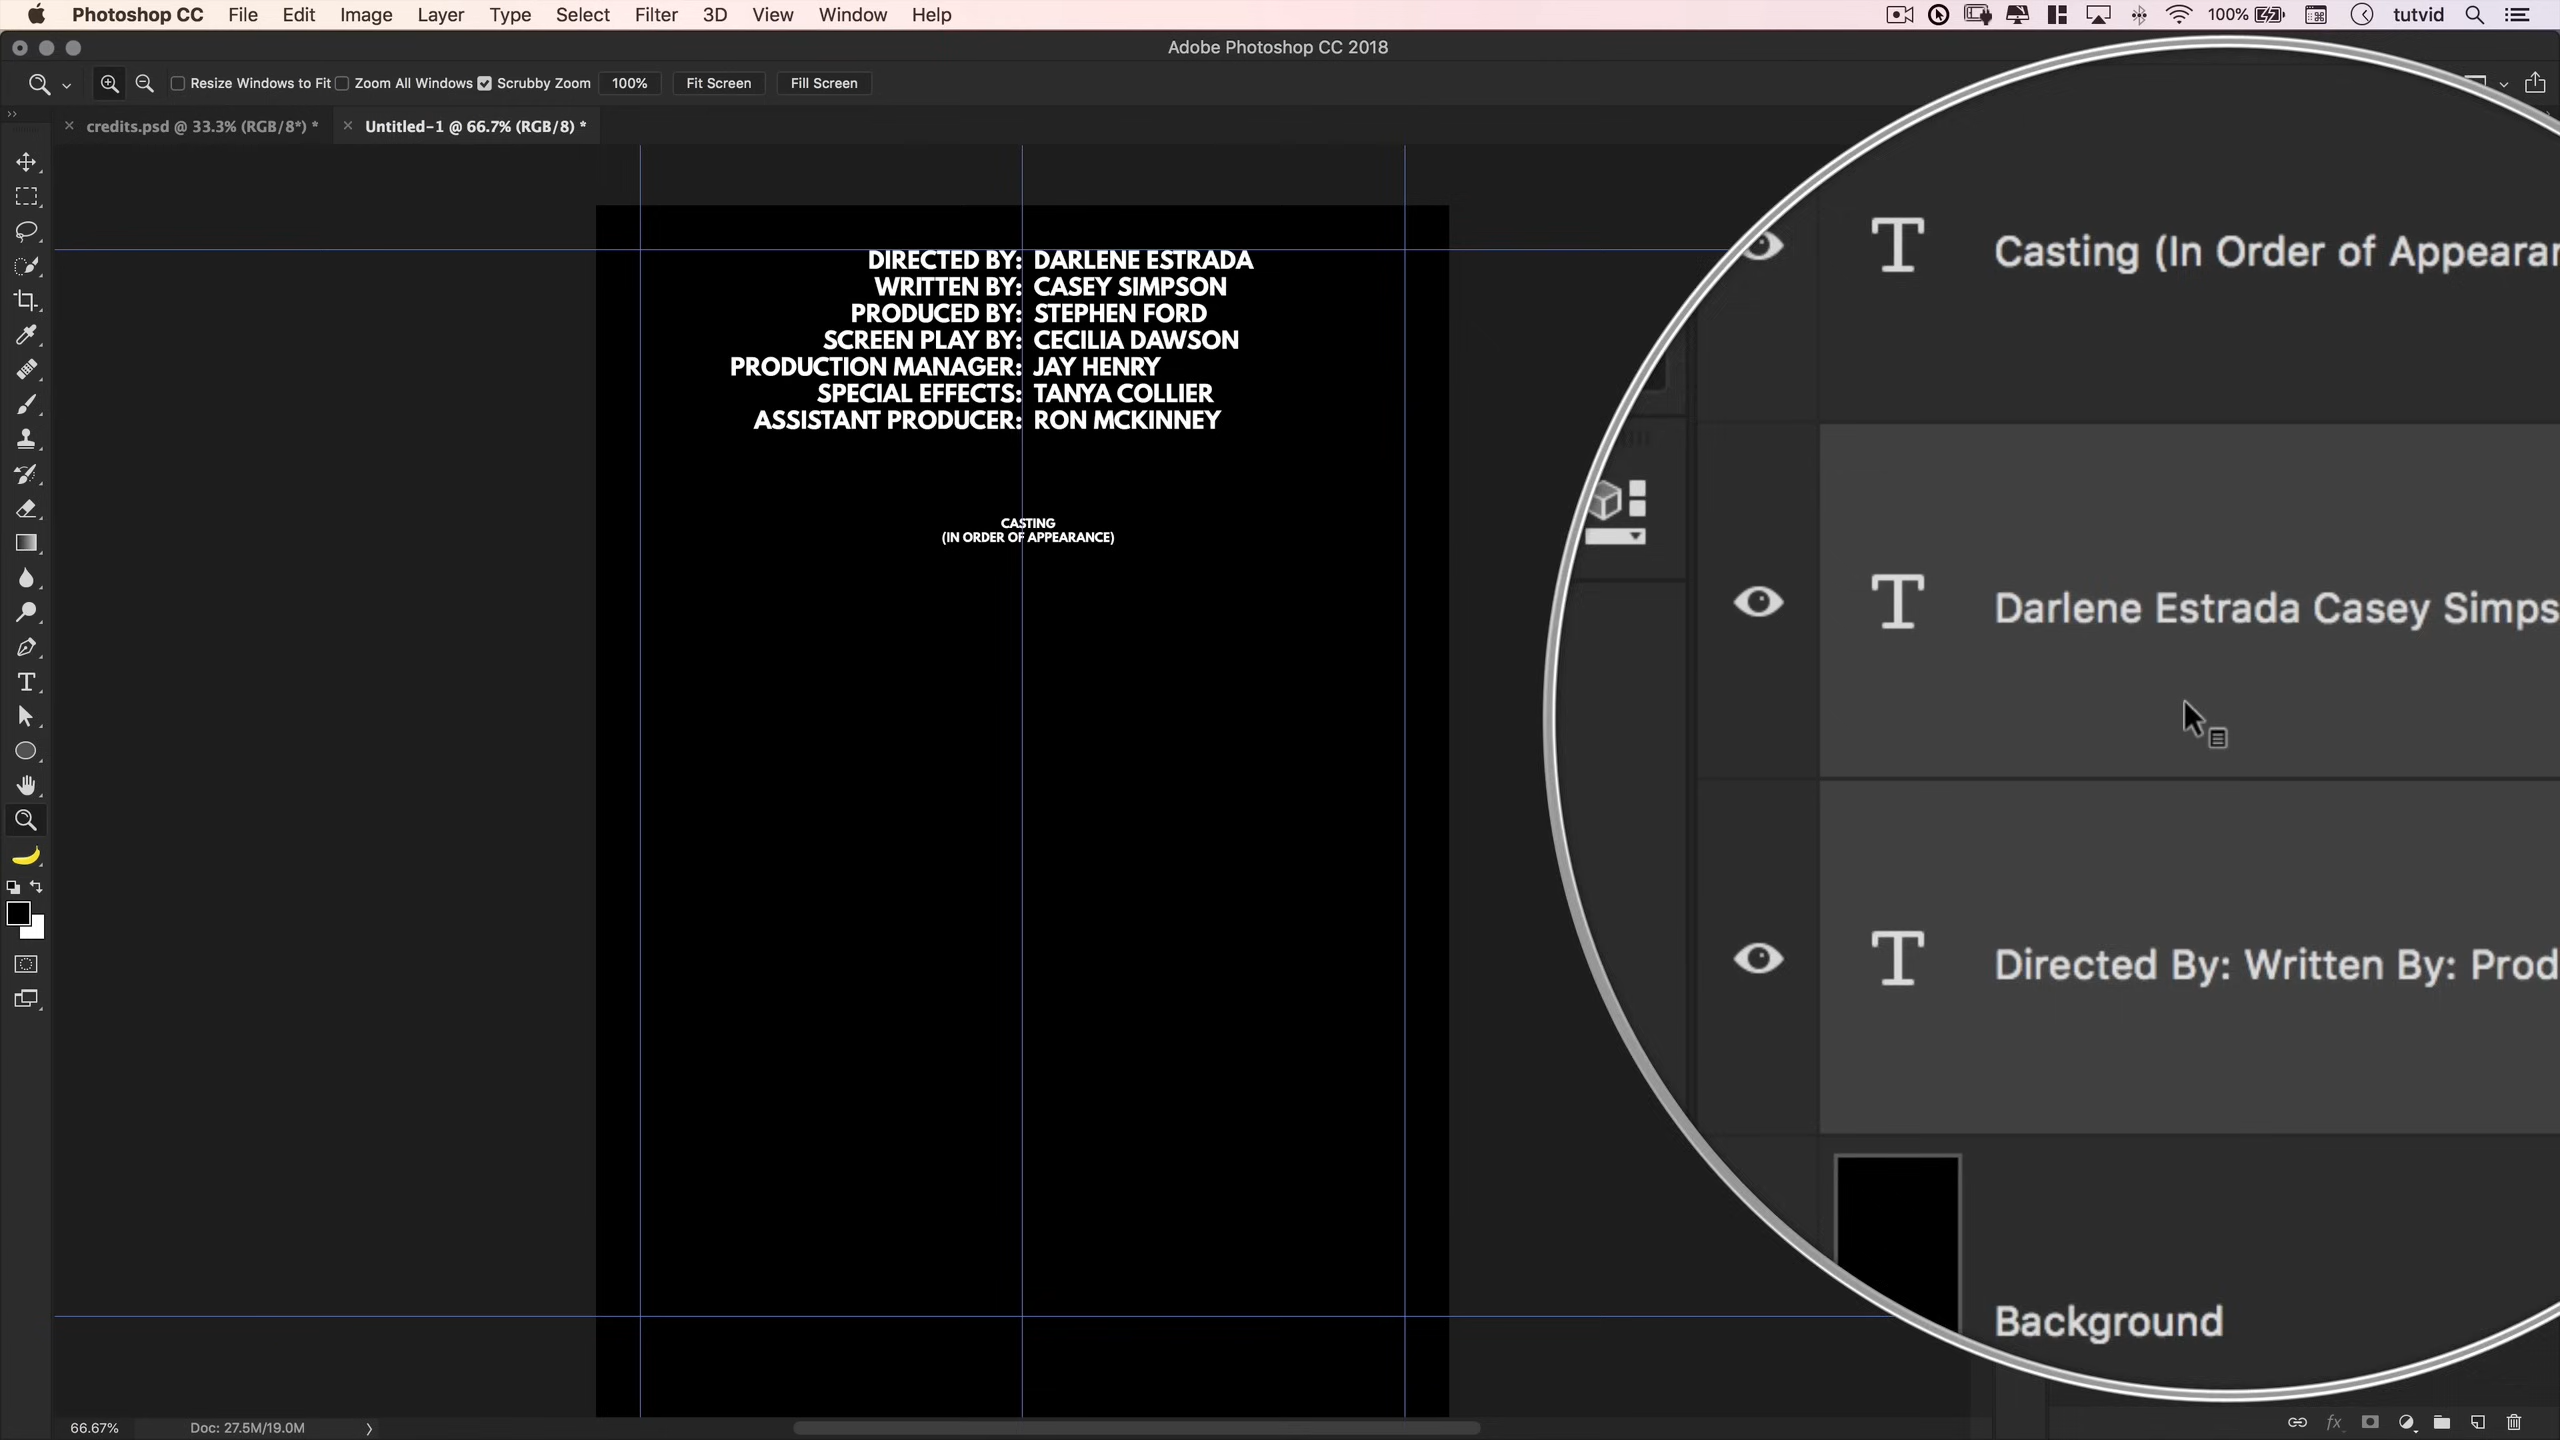 Photoshop CC File Edit Image Layer Type Select Filter 3D View Window Help 100% tutvid
Adobe Photoshop CC 2018
Resize Windows to Fit Zoom All Windows Scrubby Zoom 100% Fit Screen Fill Screen
credits.psd @ 33.3% (RGB/8*) * Untitled-1 @ 66.7% (RGB/8) *
DIRECTED BY: DARLENE ESTRADA
WRITTEN BY: CASEY SIMPSON
PRODUCED BY: STEPHEN FORD
SCREEN PLAY BY: CECILIA DAWSON
PRODUCTION MANAGER: JAY HENRY
SPECIAL EFFECTS: TANYA COLLIER
ASSISTANT PRODUCER: RON MCKINNEY
CASTING
(IN ORDER OF APPEARANCE)
Casting (In Order of Appearan
Darlene Estrada Casey Simps
Directed By: Written By: Prod
Background
66.67% Doc: 27.5M/19.0M
fx